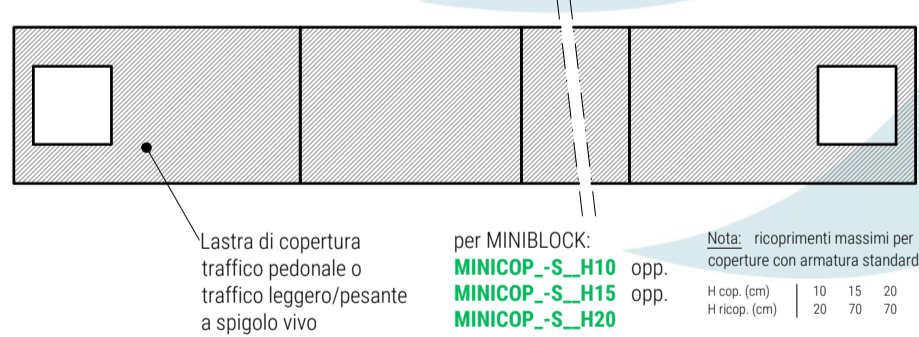 Lastra di copertura
traffico pedonale o
traffico leggero/pesante
a spigolo vivo
per MINIBLOCK:
MINICOP_-S__H10 opp.
MINICOP_-S__H15 opp.
MINICOP_-S__H20
Nota: ricoprimenti massimi per
coperture con armatura standard
H cop. (cm) 10 15 20
H ricop. (cm) 20 70 70